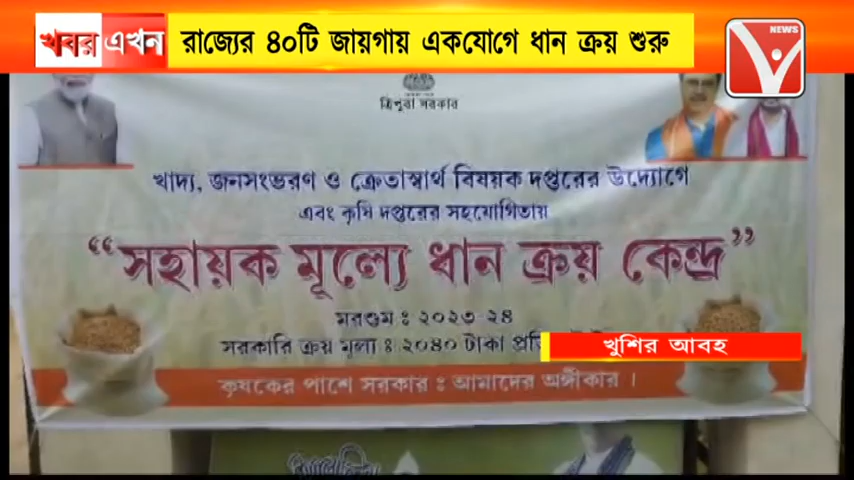 খবর এখন
রাজ্যের ৪০টি জায়গায় একযোগে ধান ক্রয় শুরু
NEWS
ত্রিপুরা সরকার
খাদ্য, জনসংভরণ ও ক্রেতাস্বার্থ বিষয়ক দপ্তরের উদ্যোগে
এবং কৃষি দপ্তরের সহযোগিতায়
“সহায়ক মূল্যে ধান ক্রয় কেন্দ্র”
মরশুম : ২০২৩-২৪
সরকারি ক্রয় মূল্য : ২০৪০ টাকা
খুশির আবহ
কৃষকের পাশে সরকার : আমাদের অঙ্গীকার ।